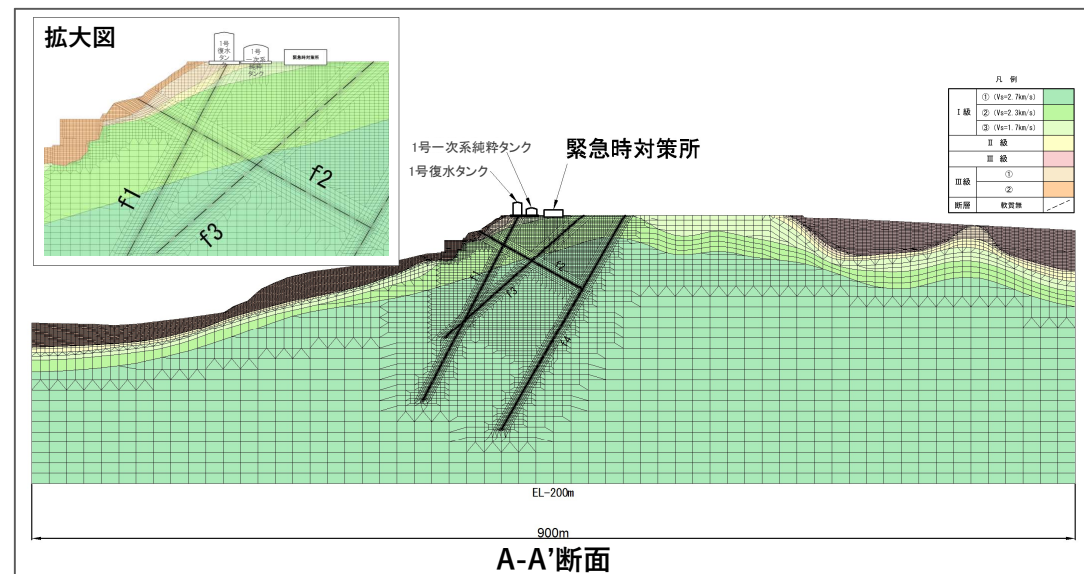 拡大図
1号
復水
タンク
1号
一次系
純粋
タンク
緊急時対策所
f1
f2
f3
1号一次系純粋タンク
1号復水タンク
緊急時対策所
f1
f2
f3
f4
凡 例
Ⅰ級
① (Vs=2.7km/s)
② (Vs=2.3km/s)
③ (Vs=1.7km/s)
Ⅱ 級
Ⅲ 級
Ⅲ級
①
②
断層
軟質無
EL-200m
900m
A-A'断面